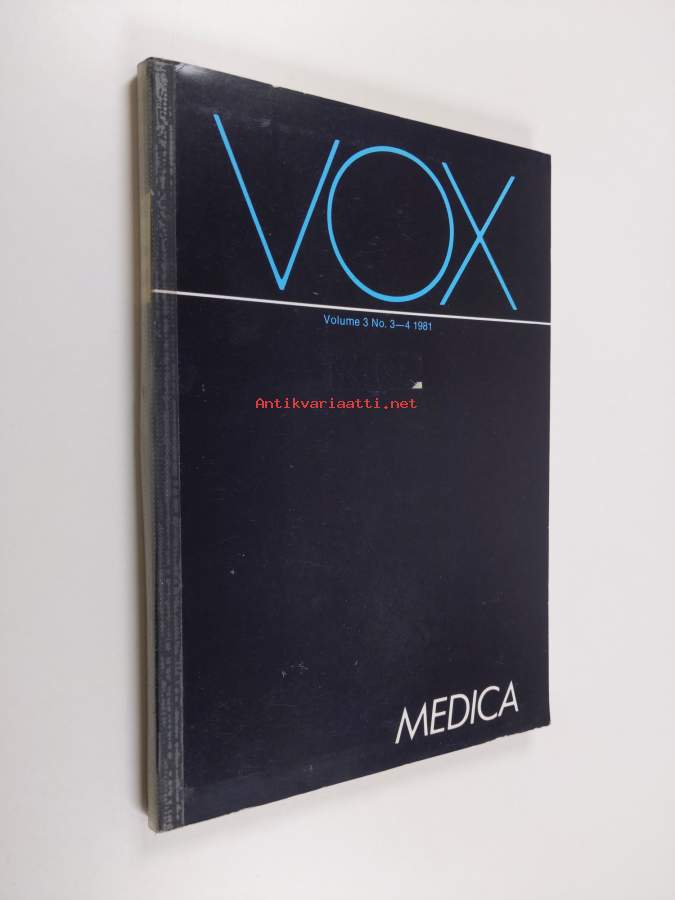 VOX
Volume 3 No. 3—4 1981
Antikvariaatti.net
MEDICA